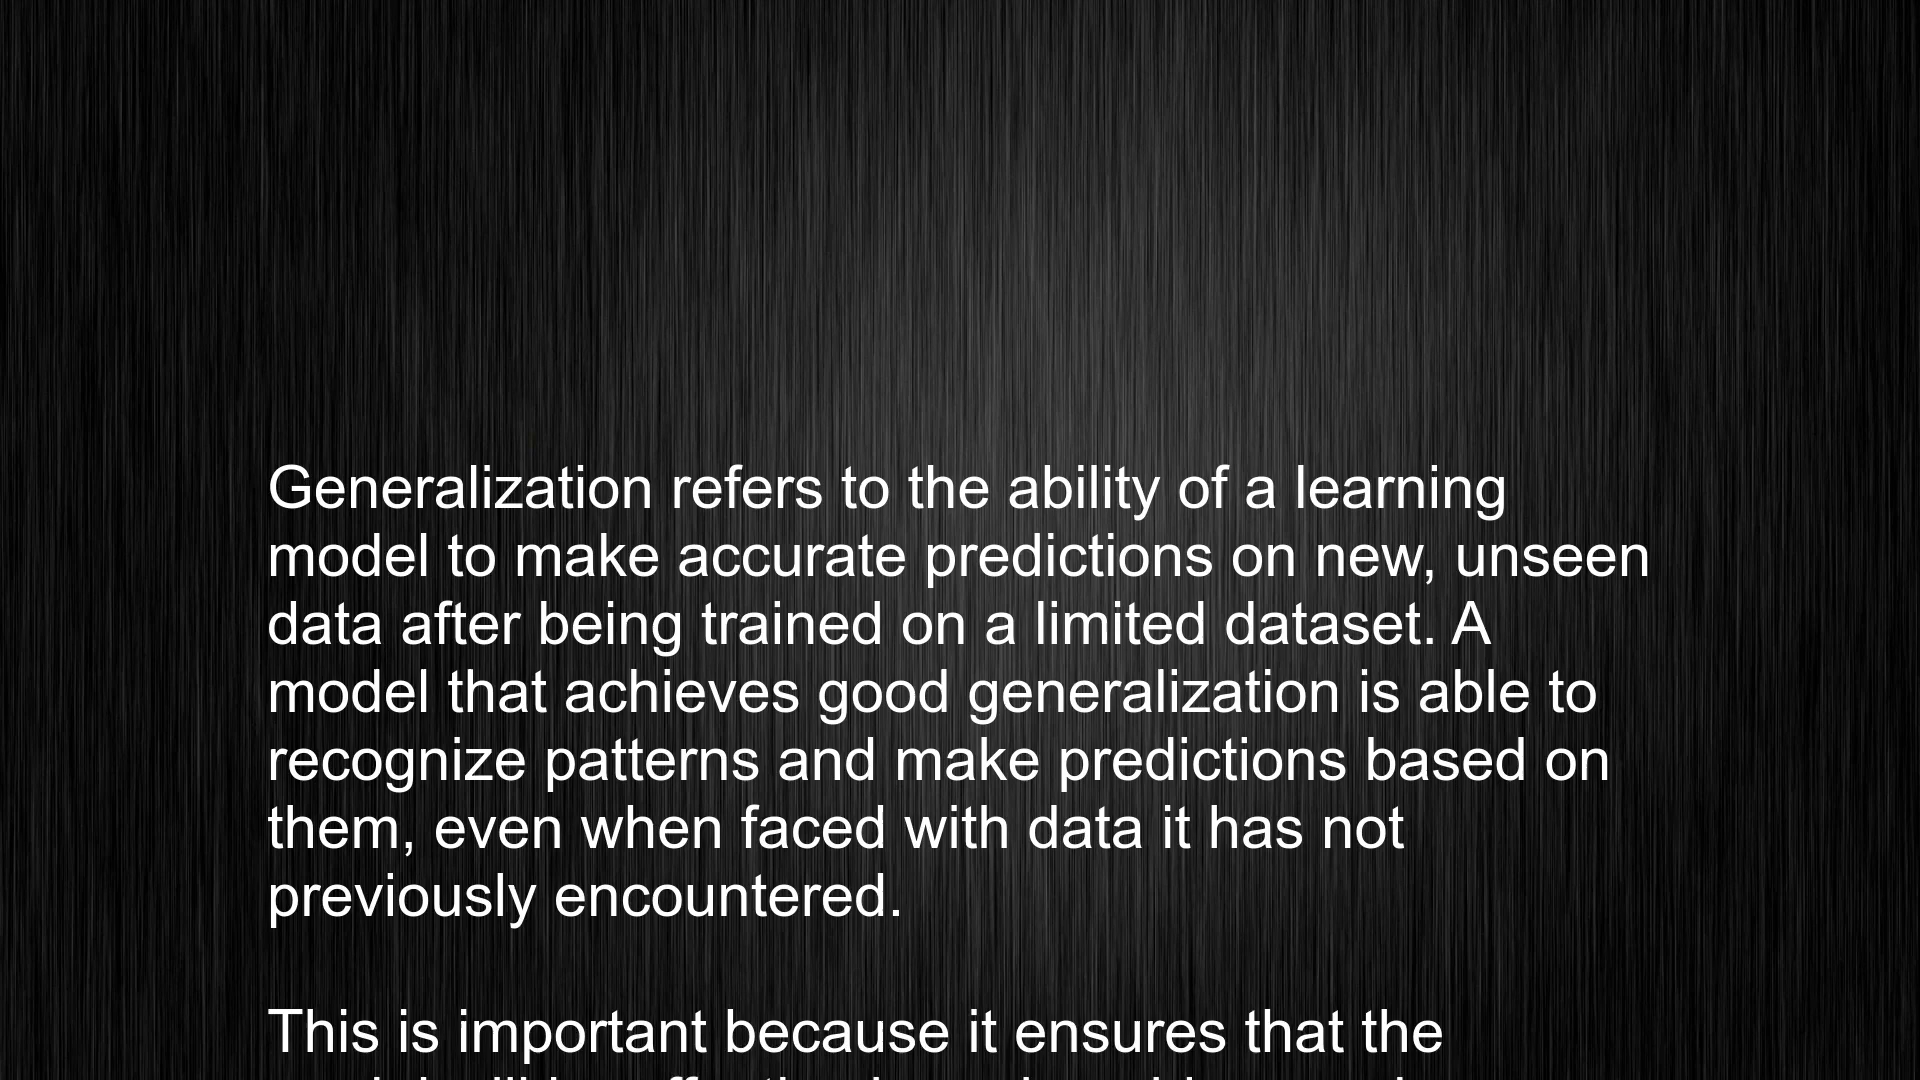 Generalization refers to the ability of a learning
model to make accurate predictions on new, unseen
data after being trained on a limited dataset. A
model that achieves good generalization is able to
recognize patterns and make predictions based on
them, even when faced with data it has not
previously encountered.
This is important because it ensures that the